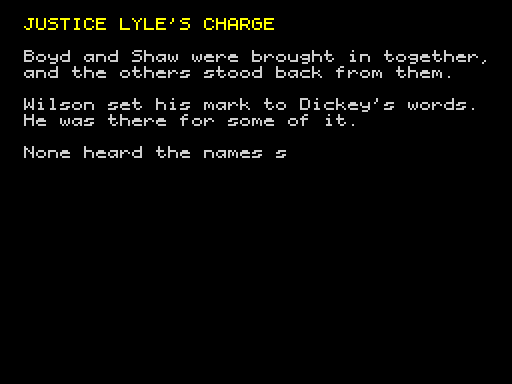 JUSTICE LYLE'S CHARGE
Boyd and Shaw were brought in together,
and the others stood back from them.
Wilson set his mark to Dickey's words.
He was there for some of it.
None heard the names s